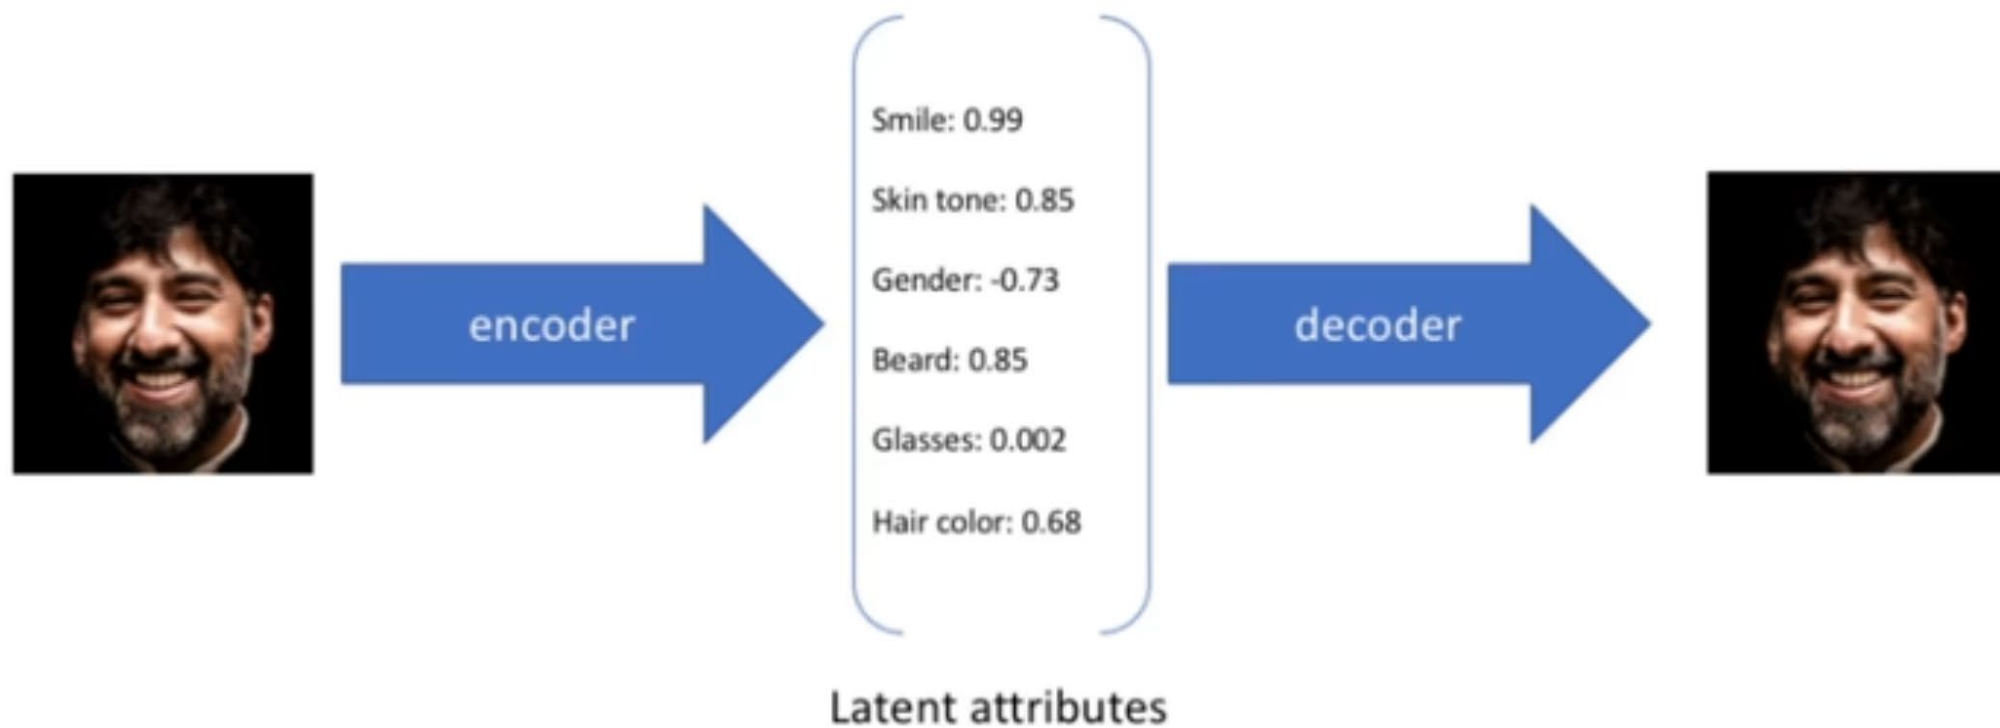 encoder
Smile: 0.99
Skin tone: 0.85
Gender: -0.73
Beard: 0.85
Glasses: 0.002
Hair color: 0.68
decoder
Latent attributes